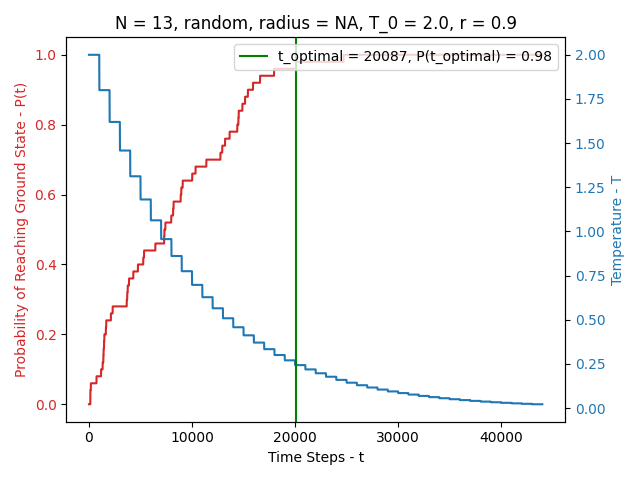 N = 13, random, radius = NA, T_0 = 2.0, r = 0.9
t_optimal = 20087, P(t_optimal) = 0.98
Probability of Reaching Ground State - P(t)
1.0
0.8
0.6
0.4
0.2
0.0
2.00
1.75
1.50
1.25
1.00
0.75
0.50
0.25
0.00
Temperature - T
0 10000 20000 30000 40000
Time Steps - t